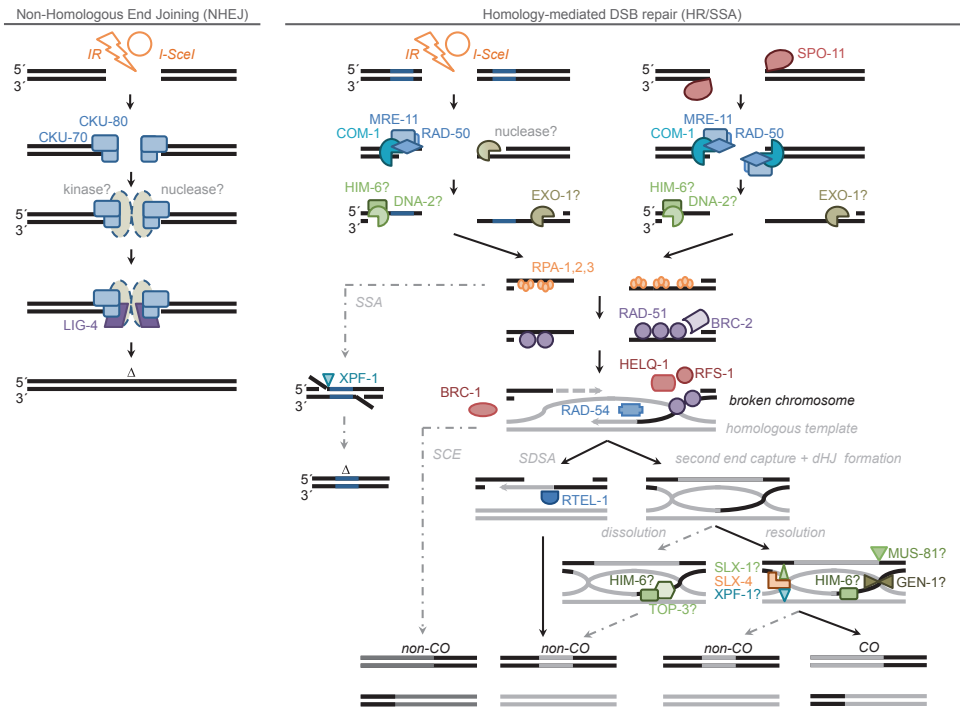 Non-Homologous End Joining (NHEJ)
Homology-mediated DSB repair (HR/SSA)
IR
I-SceI
5´
3´
CKU-80
CKU-70
kinase?
nuclease?
5´
3´
LIG-4
Δ
5´
3´
IR
I-SceI
5´
3´
SPO-11
5´
3´
MRE-11
COM-1
RAD-50
nuclease?
MRE-11
COM-1
RAD-50
HIM-6?
DNA-2?
EXO-1?
5´
3´
HIM-6?
DNA-2?
EXO-1?
5´
3´
RPA-1,2,3
SSA
RAD-51
BRC-2
XPF-1
5´
3´
HELQ-1
RFS-1
BRC-1
RAD-54
broken chromosome
homologous template
SCE
SDSA
second end capture + dHJ formation
Δ
5´
3´
RTEL-1
dissolution
resolution
MUS-81?
SLX-1?
SLX-4
XPF-1?
HIM-6?
HIM-6?
GEN-1?
TOP-3?
non-CO
non-CO
non-CO
CO